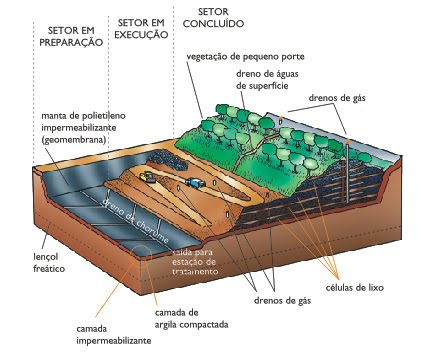 SETOR EM
PREPARAÇÃO
SETOR EM
EXECUÇÃO
SETOR
CONCLUÍDO
vegetação de pequeno porte
dreno de águas
de superfície
drenos de gás
manta de polietileno
impermeabilizante
(geomembrana)
dreno de chorume
saída para
estação de
tratamento
lençol
freático
células de lixo
drenos de gás
camada de
argila compactada
camada
impermeabilizante